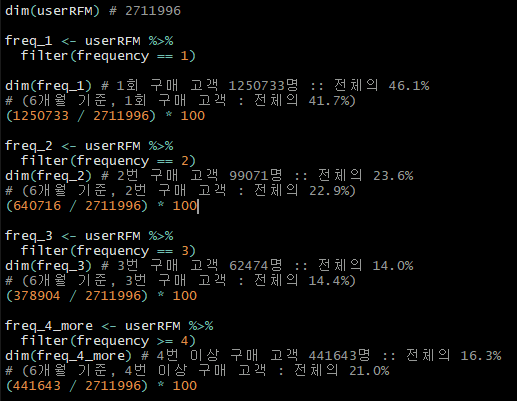 dim(userRFM) # 2711996
freq_1 <- userRFM %>%
filter(frequency == 1)
dim(freq_1) # 1회 구매 고객 1250733명 :: 전체의 46.1%
# (6개월 기준, 1회 구매 고객 : 전체의 41.7%)
(1250733 / 2711996) * 100
freq_2 <- userRFM %>%
filter(frequency == 2)
dim(freq_2) # 2번 구매 고객 99071명 :: 전체의 23.6%
# (6개월 기준, 2번 구매 고객 : 전체의 22.9%)
(640716 / 2711996) * 100
freq_3 <- userRFM %>%
filter(frequency == 3)
dim(freq_3) # 3번 구매 고객 62474명 :: 전체의 14.0%
# (6개월 기준, 3번 구매 고객 : 전체의 14.4%)
(378904 / 2711996) * 100
freq_4_more <- userRFM %>%
filter(frequency >= 4)
dim(freq_4_more) # 4번 이상 구매 고객 441643명 :: 전체의 16.3%
# (6개월 기준, 4번 이상 구매 고객 : 전체의 21.0%
(441643 / 2711996) * 100